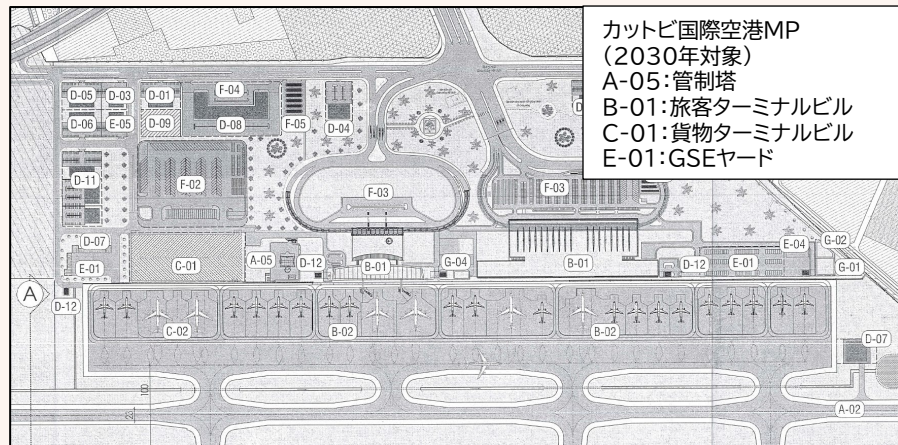 カットビ国際空港MP
(2030年対象)
A-05:管制塔
B-01:旅客ターミナルビル
C-01:貨物ターミナルビル
E-01:GSEヤード
F-04
D-05 D-03 D-01
D-06 E-05 D-09 D-08 F-05 D-04
D-11 F-02 F-03 F-03
D-07 A-05 D-12 G-04 D-12 E-04 G-02
E-01 C-01 B-01 B-01 E-01 G-01
A
D-12
C-02 B-02 B-02
D-07
100
A-02